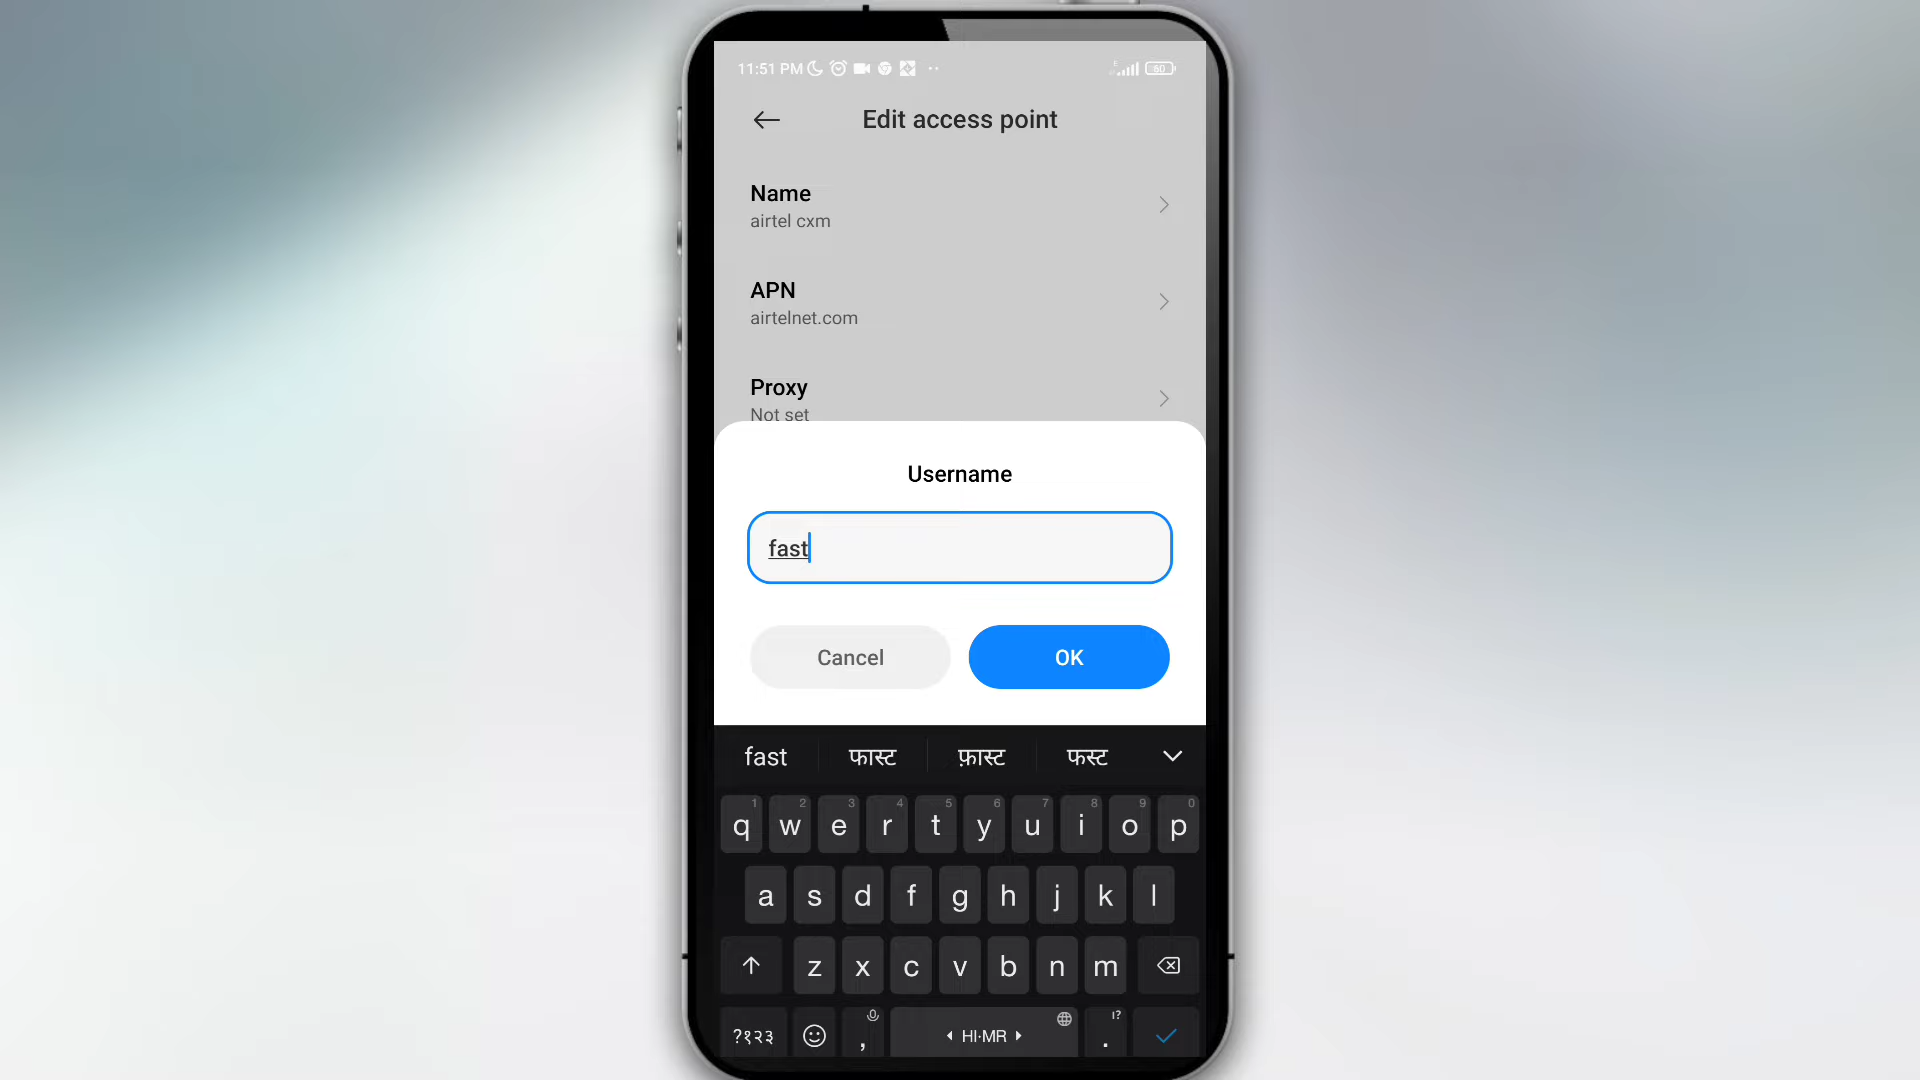 11:51 PM
E
60
Edit access point
Name
airtel cxm
APN
airtelnet.com
Proxy
Not set
Username
fast
Cancel
OK
fast फास्ट फ़ास्ट फस्ट
1 2 3 4 5 6 7 8 9 0
q w e r t y u i o p
a s d f g h j k l
z x c v b n m
?१२३ , HI·MR . !?